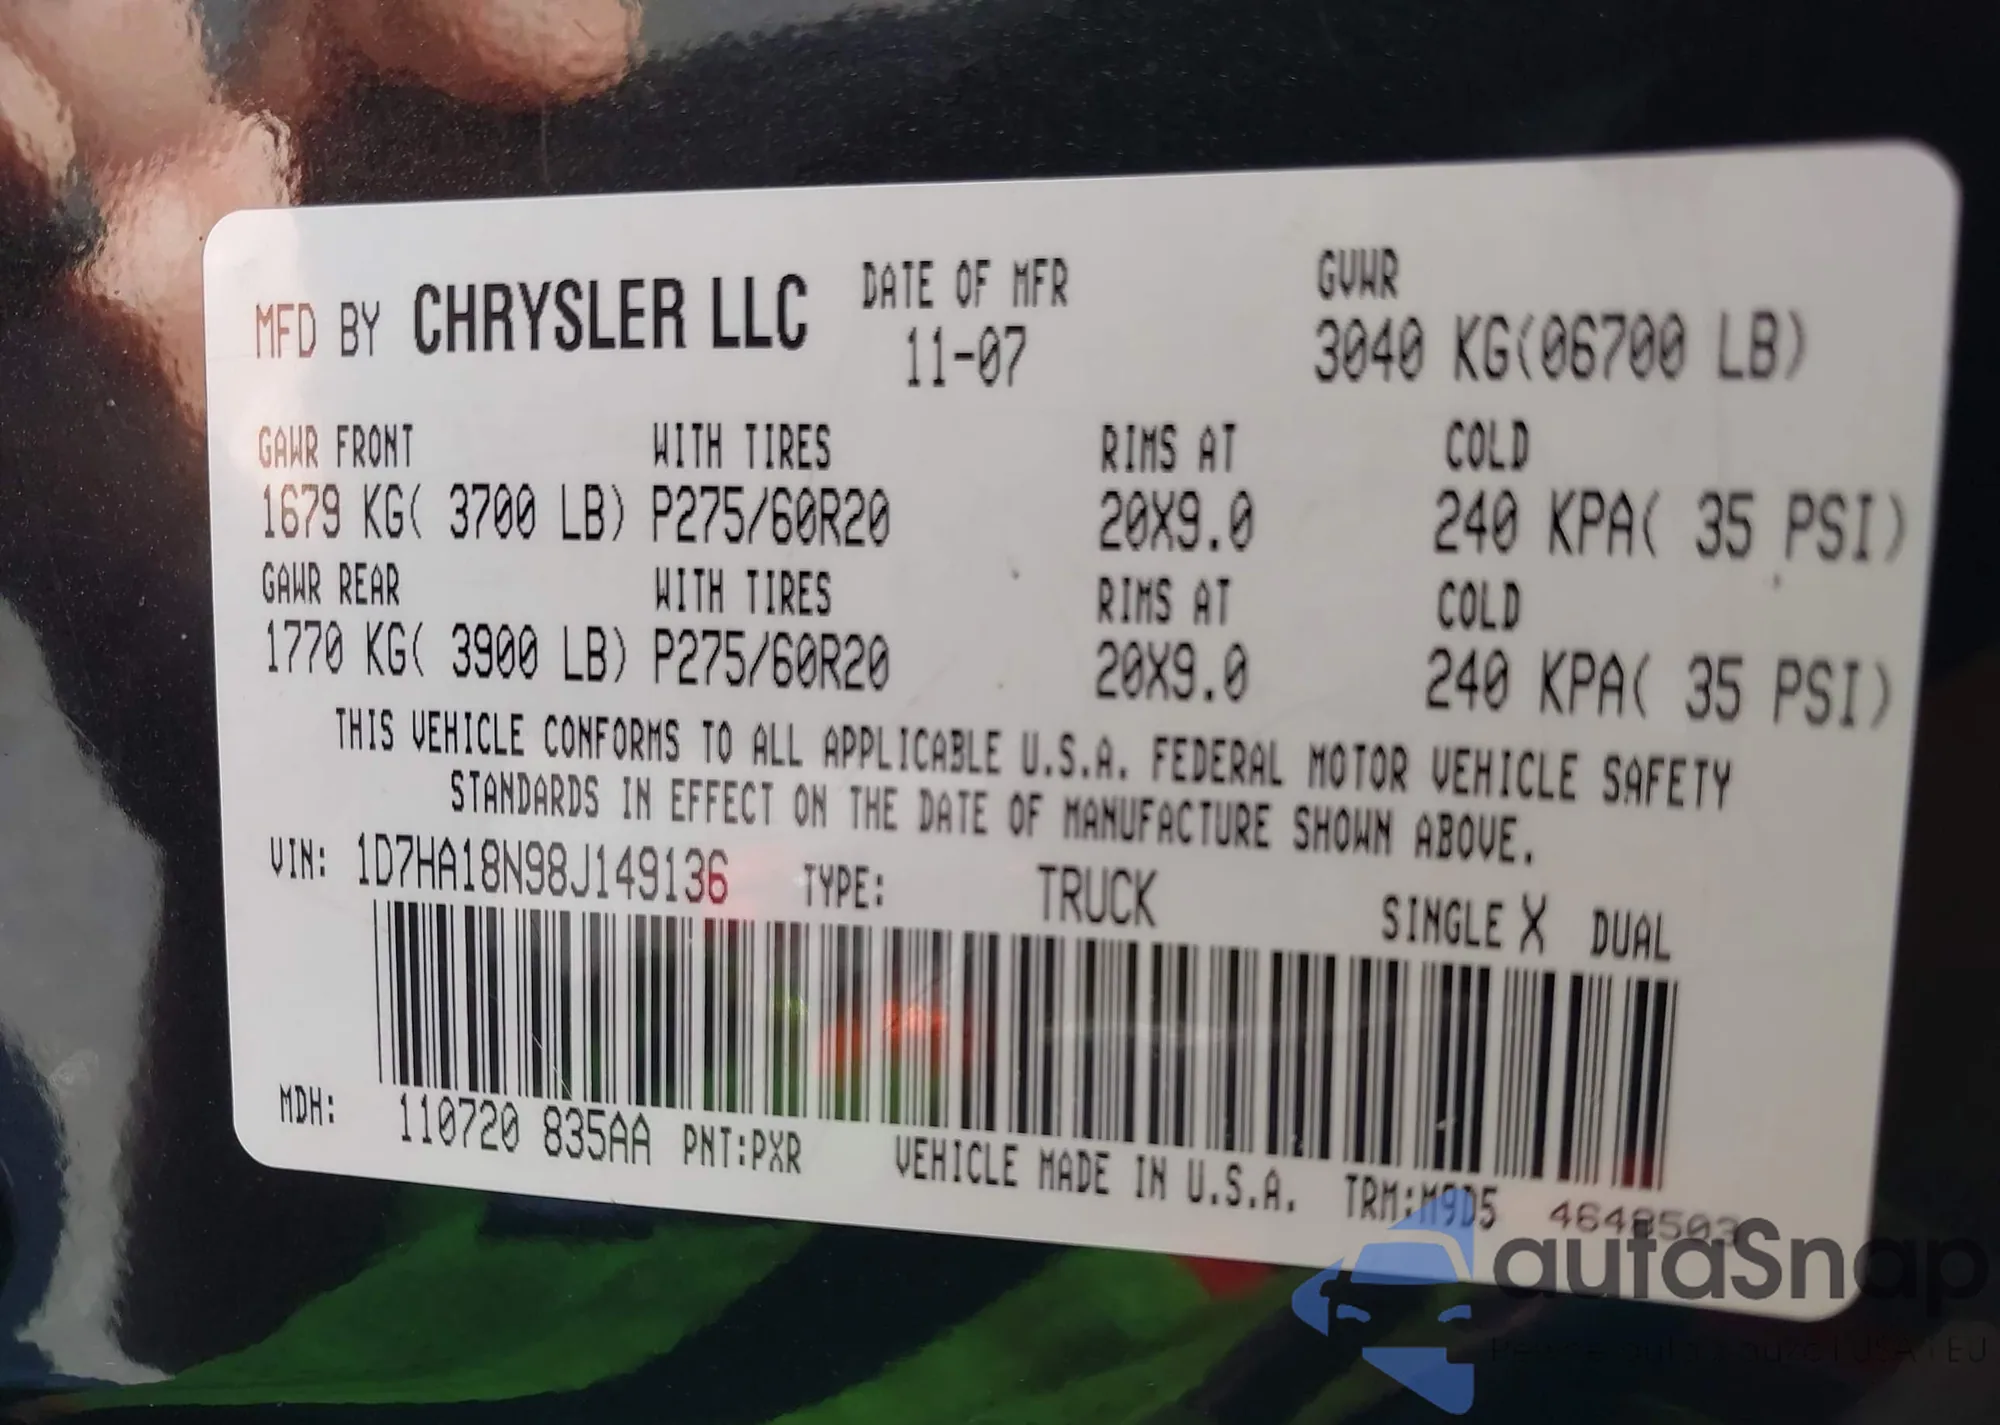 MFD BY CHRYSLER LLC DATE OF MFR GVWR
11-07 3040 KG(06700 LB)
GAWR FRONT WITH TIRES RIMS AT COLD
1679 KG( 3700 LB) P275/60R20 20X9.0 240 KPA( 35 PSI)
GAWR REAR WITH TIRES RIMS AT COLD
1770 KG( 3900 LB) P275/60R20 20X9.0 240 KPA( 35 PSI)
THIS VEHICLE CONFORMS TO ALL APPLICABLE U.S.A. FEDERAL MOTOR VEHICLE SAFETY
STANDARDS IN EFFECT ON THE DATE OF MANUFACTURE SHOWN ABOVE.
VIN: 1D7HA18N98J149136 TYPE: TRUCK SINGLE X DUAL
MDH: 110720 835AA PNT:PXR VEHICLE MADE IN U.S.A. TRM:M9D5 4648503
autaSnap